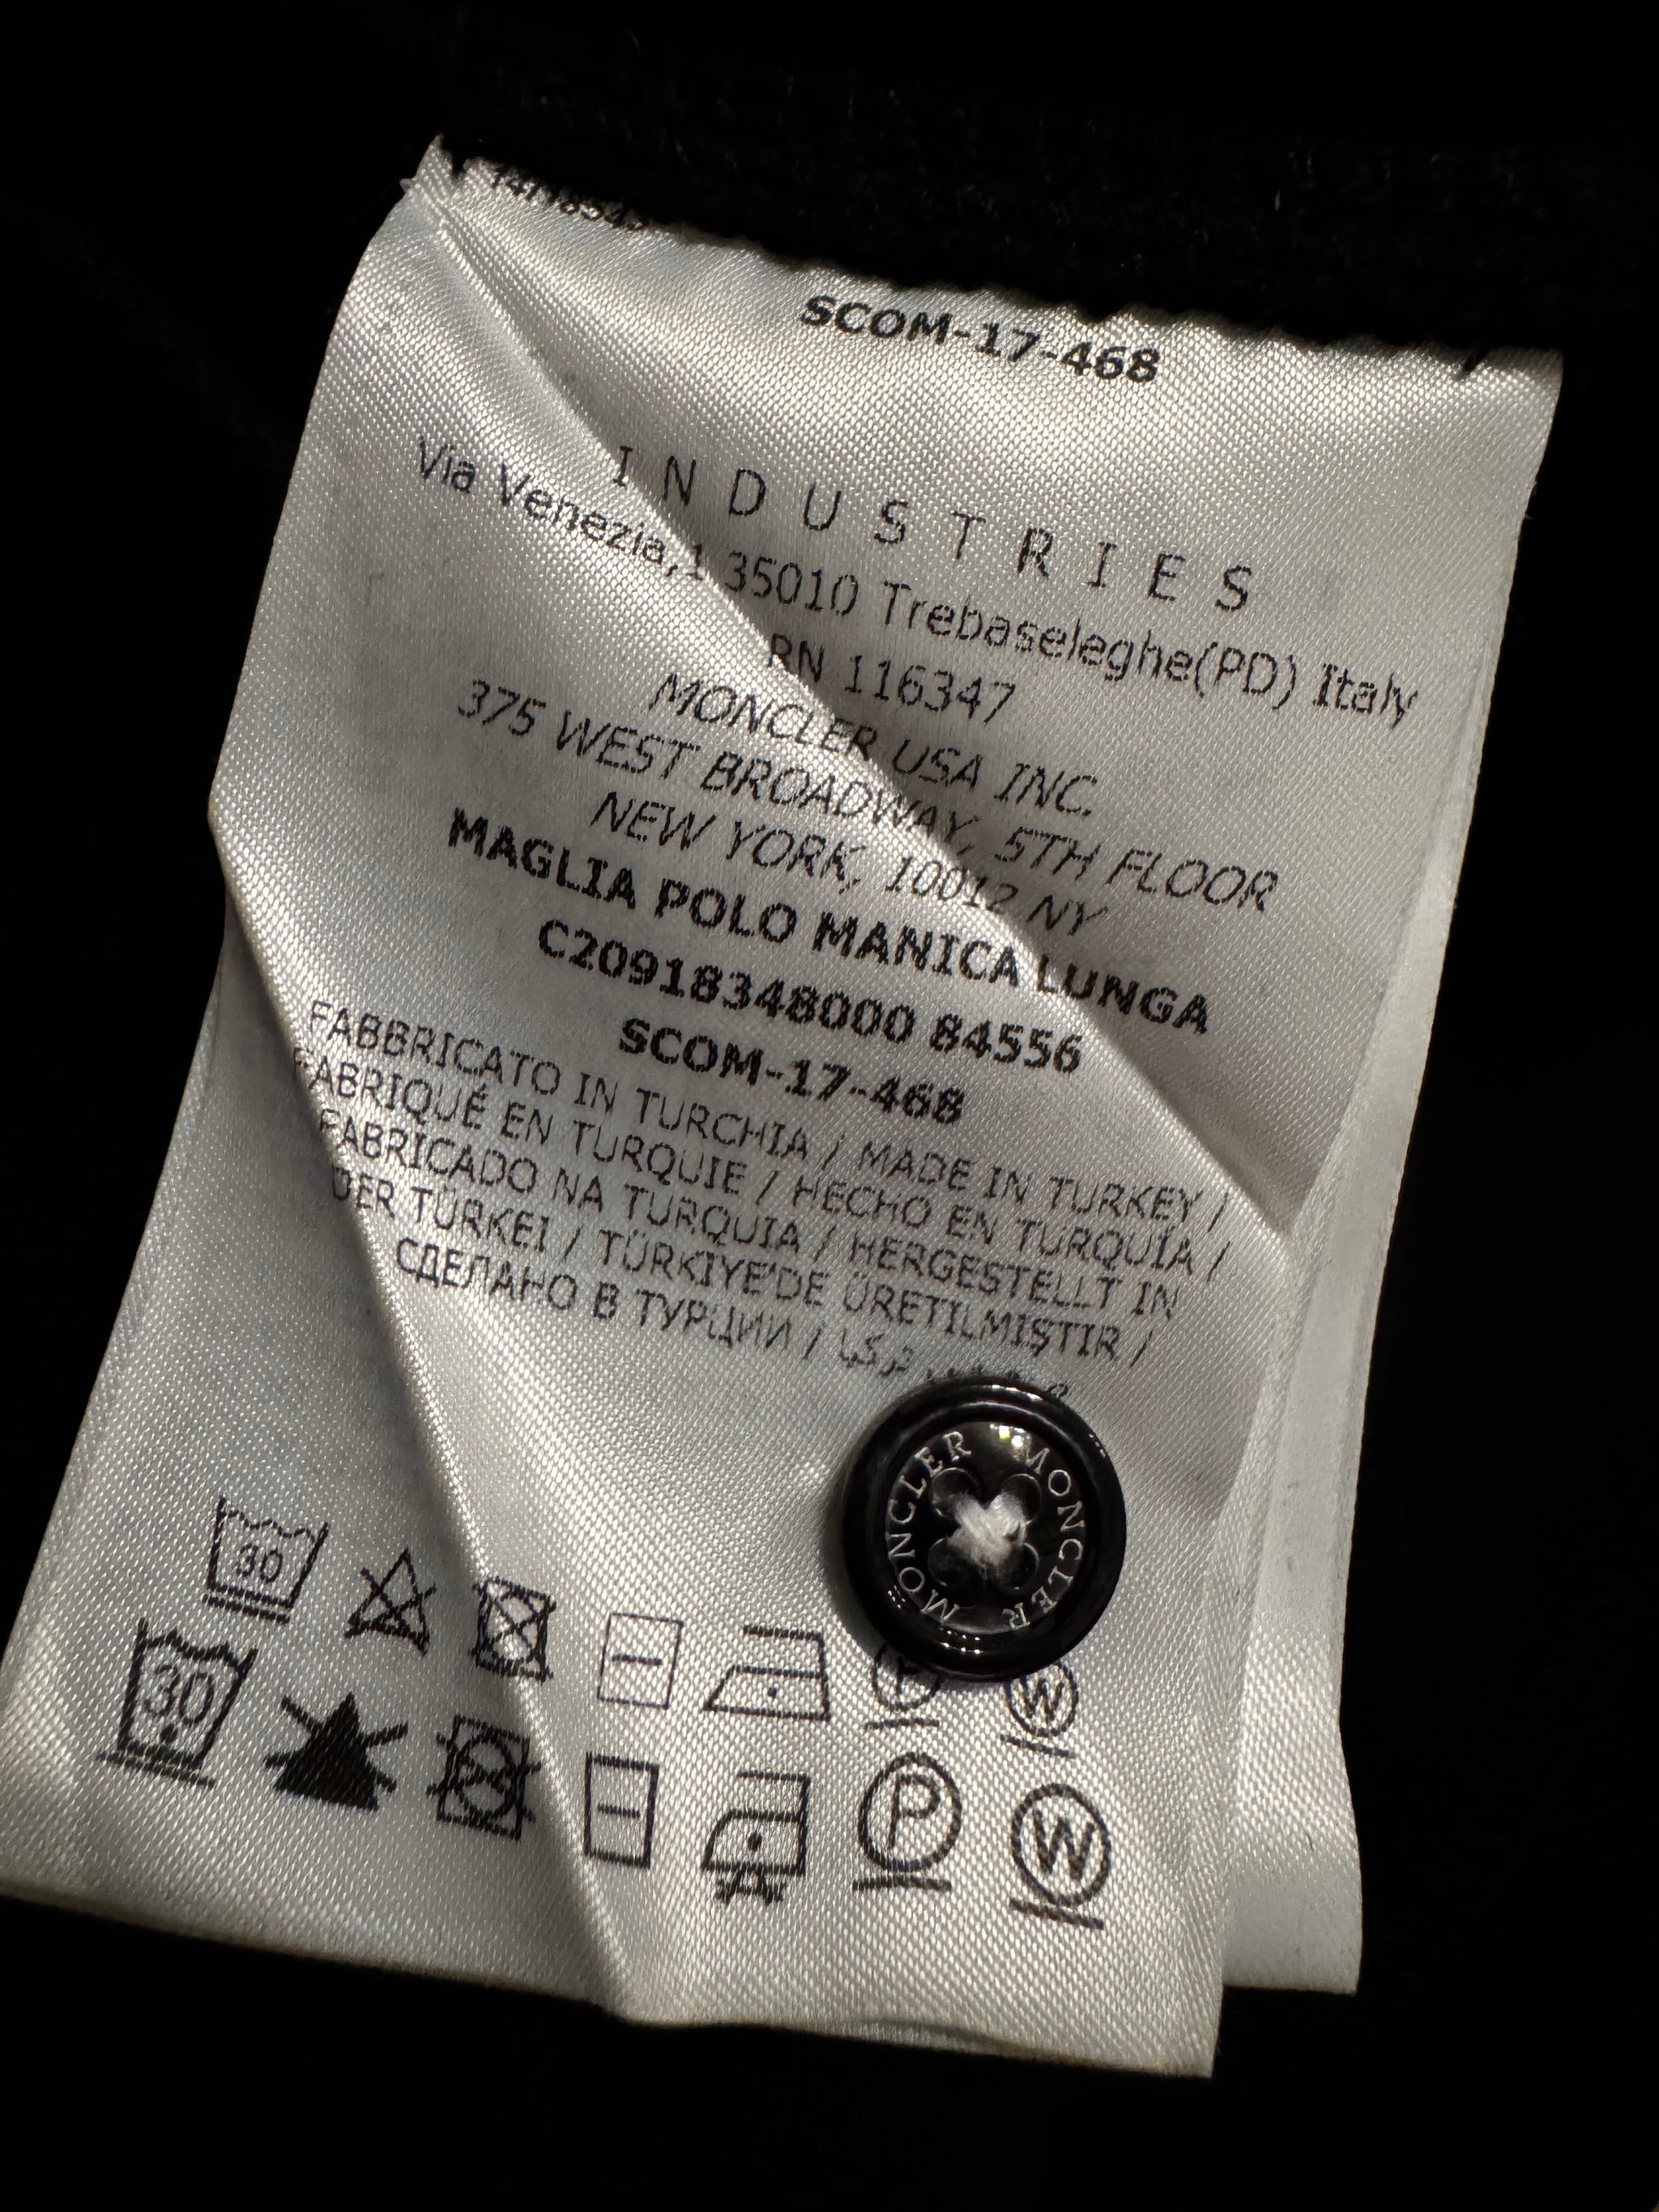 SCOM-17-468
INDUSTRIES
Via Venezia,1 35010 Trebaseleghe(PD) Italy
RN 116347
MONCLER USA INC.
375 WEST BROADWAY, 5TH FLOOR
NEW YORK, 10012 NY
MAGLIA POLO MANICA LUNGA
C20918348000 84556
SCOM-17-468
FABBRICATO IN TURCHIA / MADE IN TURKEY /
FABRIQUÉ EN TURQUIE / HECHO EN TURQUÍA /
FABRICADO NA TURQUIA / HERGESTELLT IN
DER TÜRKEI / TÜRKIYE'DE ÜRETILMIŞTIR /
СДЕЛАНО В ТУРЦИИ /
MONCLER MONCLER
30 P W
30 P W